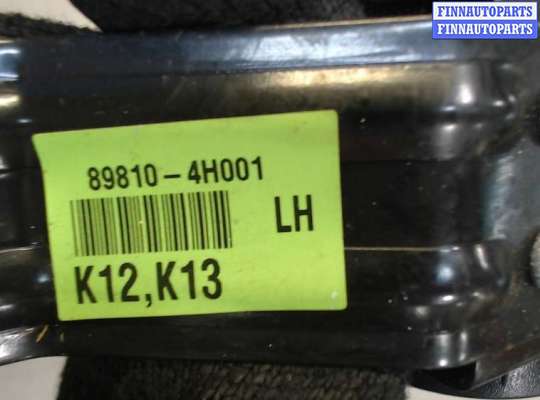 FINNAUTOPARTS
FINNAUTOPARTS
89810-4H001
LH
K12,K13